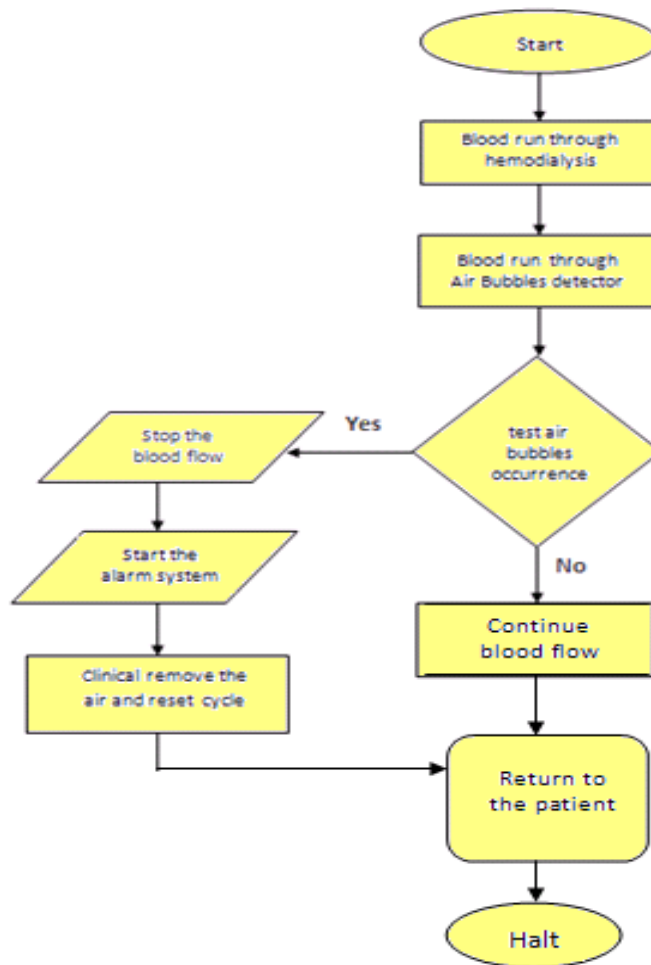 Start
Blood run through
hemodialysis
Blood run through
Air Bubbles detector
test air
bubbles
occurrence
Yes
Stop the
blood flow
Start the
alarm system
Clinical remove the
air and reset cycle
No
Continue
blood flow
Return to
the patient
Halt